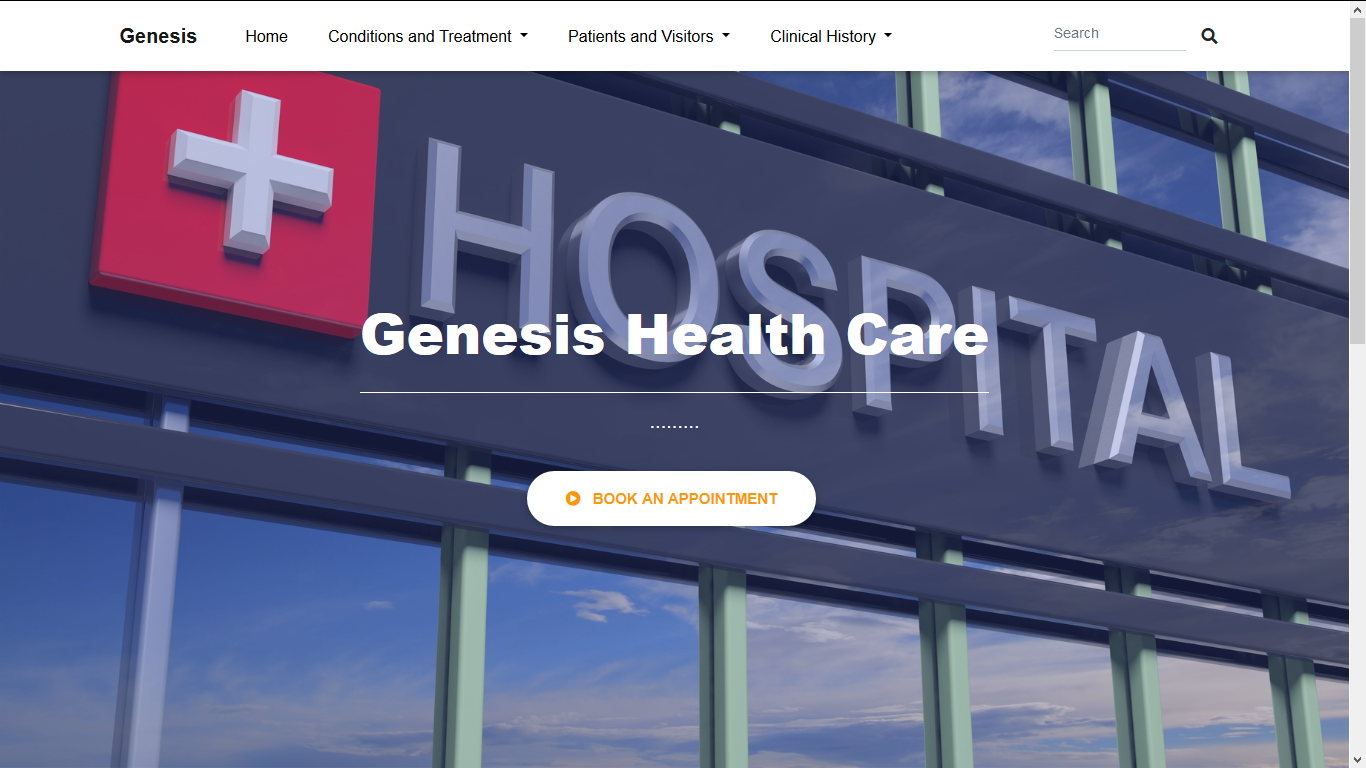 Genesis
Home
Conditions and Treatment
Patients and Visitors
Clinical History
Search
HOSPITAL
Genesis Health Care
.........
BOOK AN APPOINTMENT